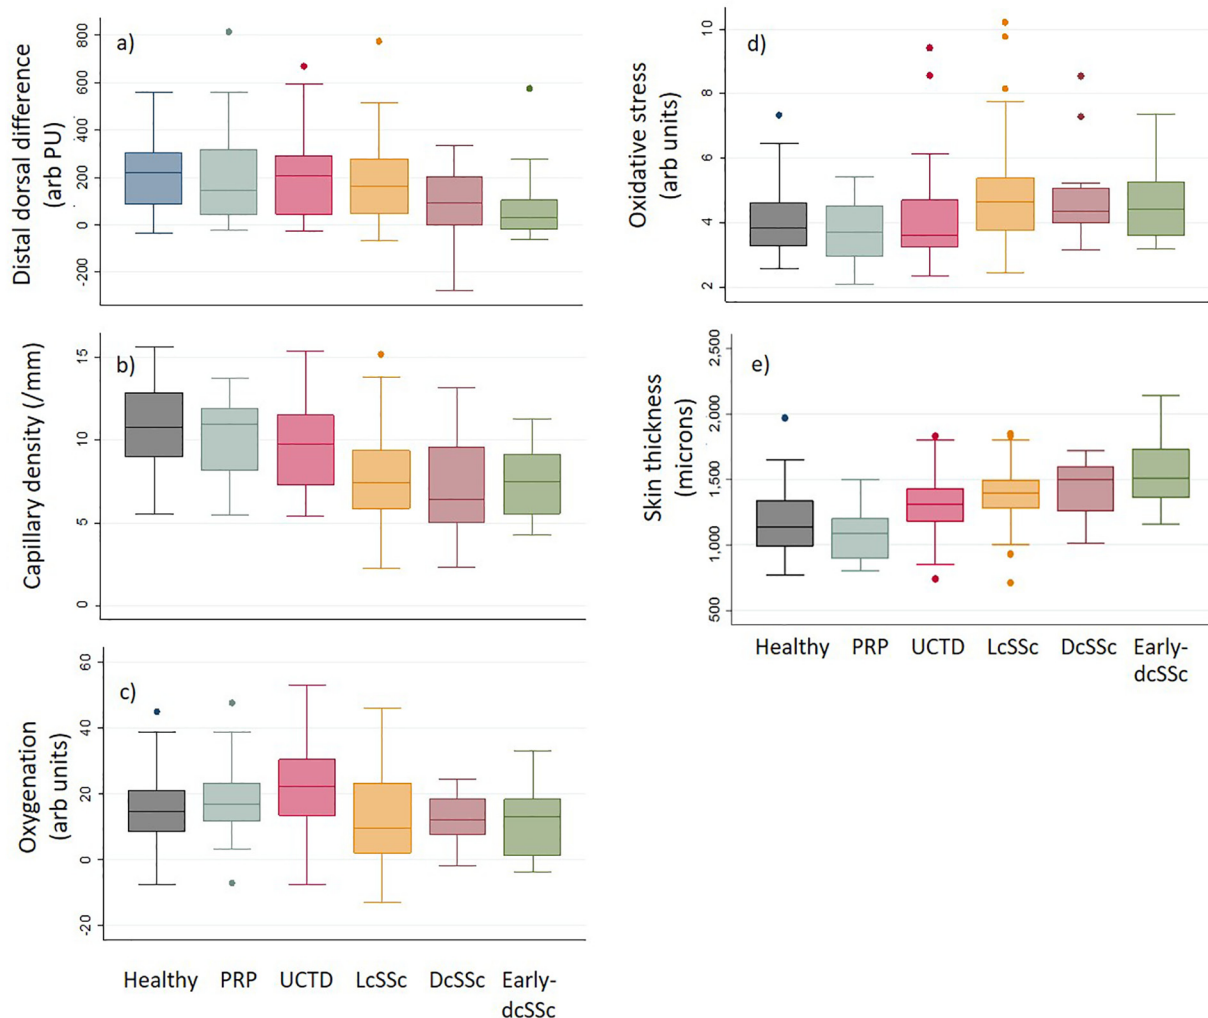 a)
Distal dorsal difference
(arb PU)
800
600
400
200
0
-200
b)
Capillary density (/mm)
15
10
5
0
c)
Oxygenation
(arb units)
60
40
20
0
-20
Healthy PRP UCTD LcSSc DcSSc Early-
dcSSc
d)
Oxidative stress
(arb units)
10
8
6
4
2
e)
Skin thickness
(microns)
2,500
2,000
1,500
1,000
500
Healthy PRP UCTD LcSSc DcSSc Early-
dcSSc